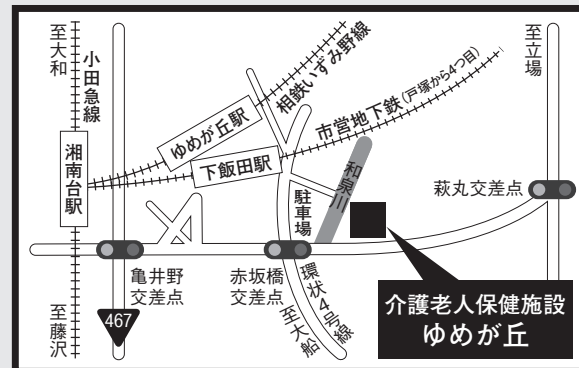 至大和
小田急線
湘南台駅
至藤沢
467
亀井野
交差点
ゆめが丘駅
相鉄いずみ野線
下飯田駅
市営地下鉄(戸塚から4つ目)
駐車場
和泉川
赤坂橋
交差点
環状4号線
至大船
至立場
萩丸交差点
介護老人保健施設
ゆめが丘